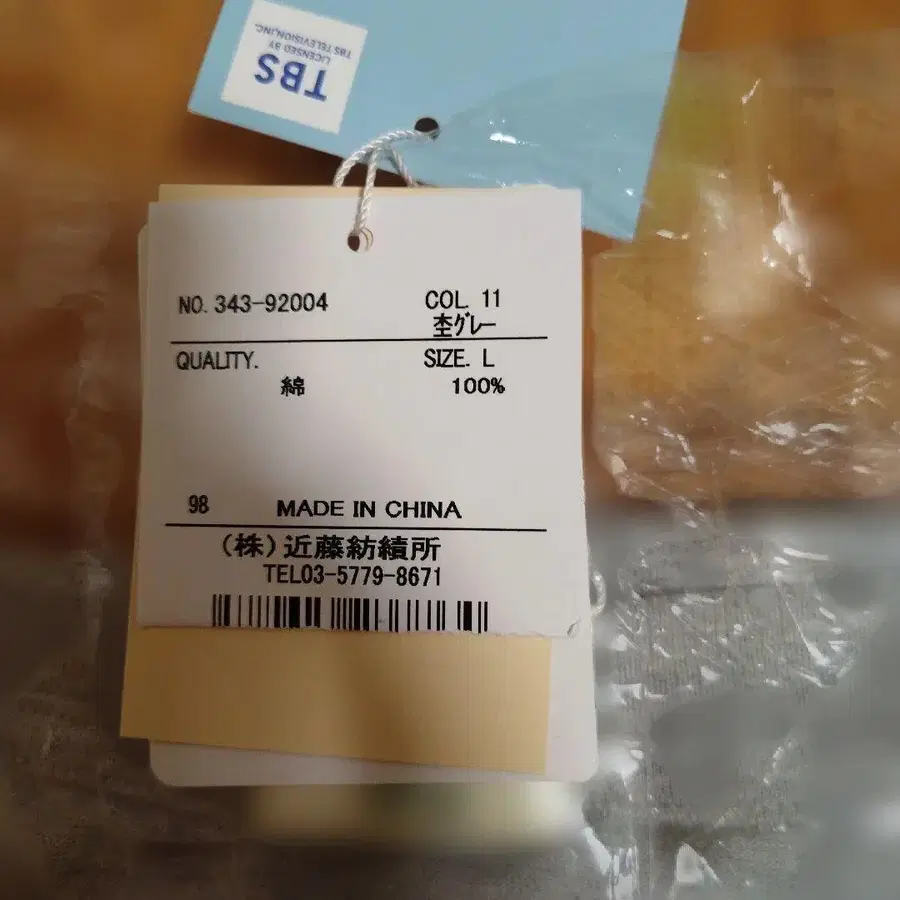 TBS
LICENSED BY
TBS TELEVISION,INC.
NO. 343-92004 COL. 11
杢グレー
QUALITY. SIZE. L
綿 100%
98 MADE IN CHINA
(株)近藤紡績所
TEL03-5779-8671